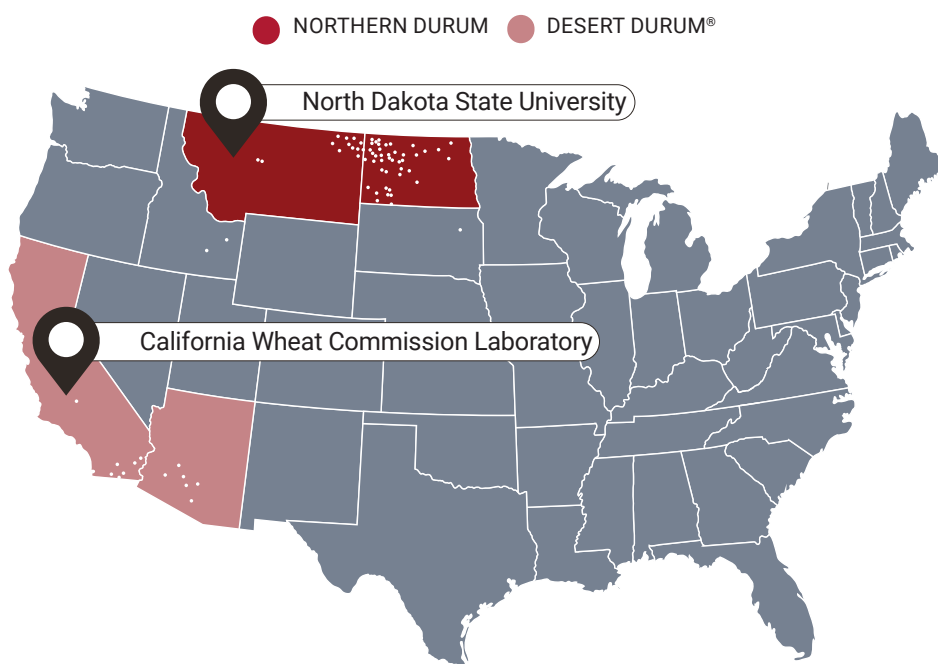 NORTHERN DURUM
DESERT DURUM®
North Dakota State University
California Wheat Commission Laboratory